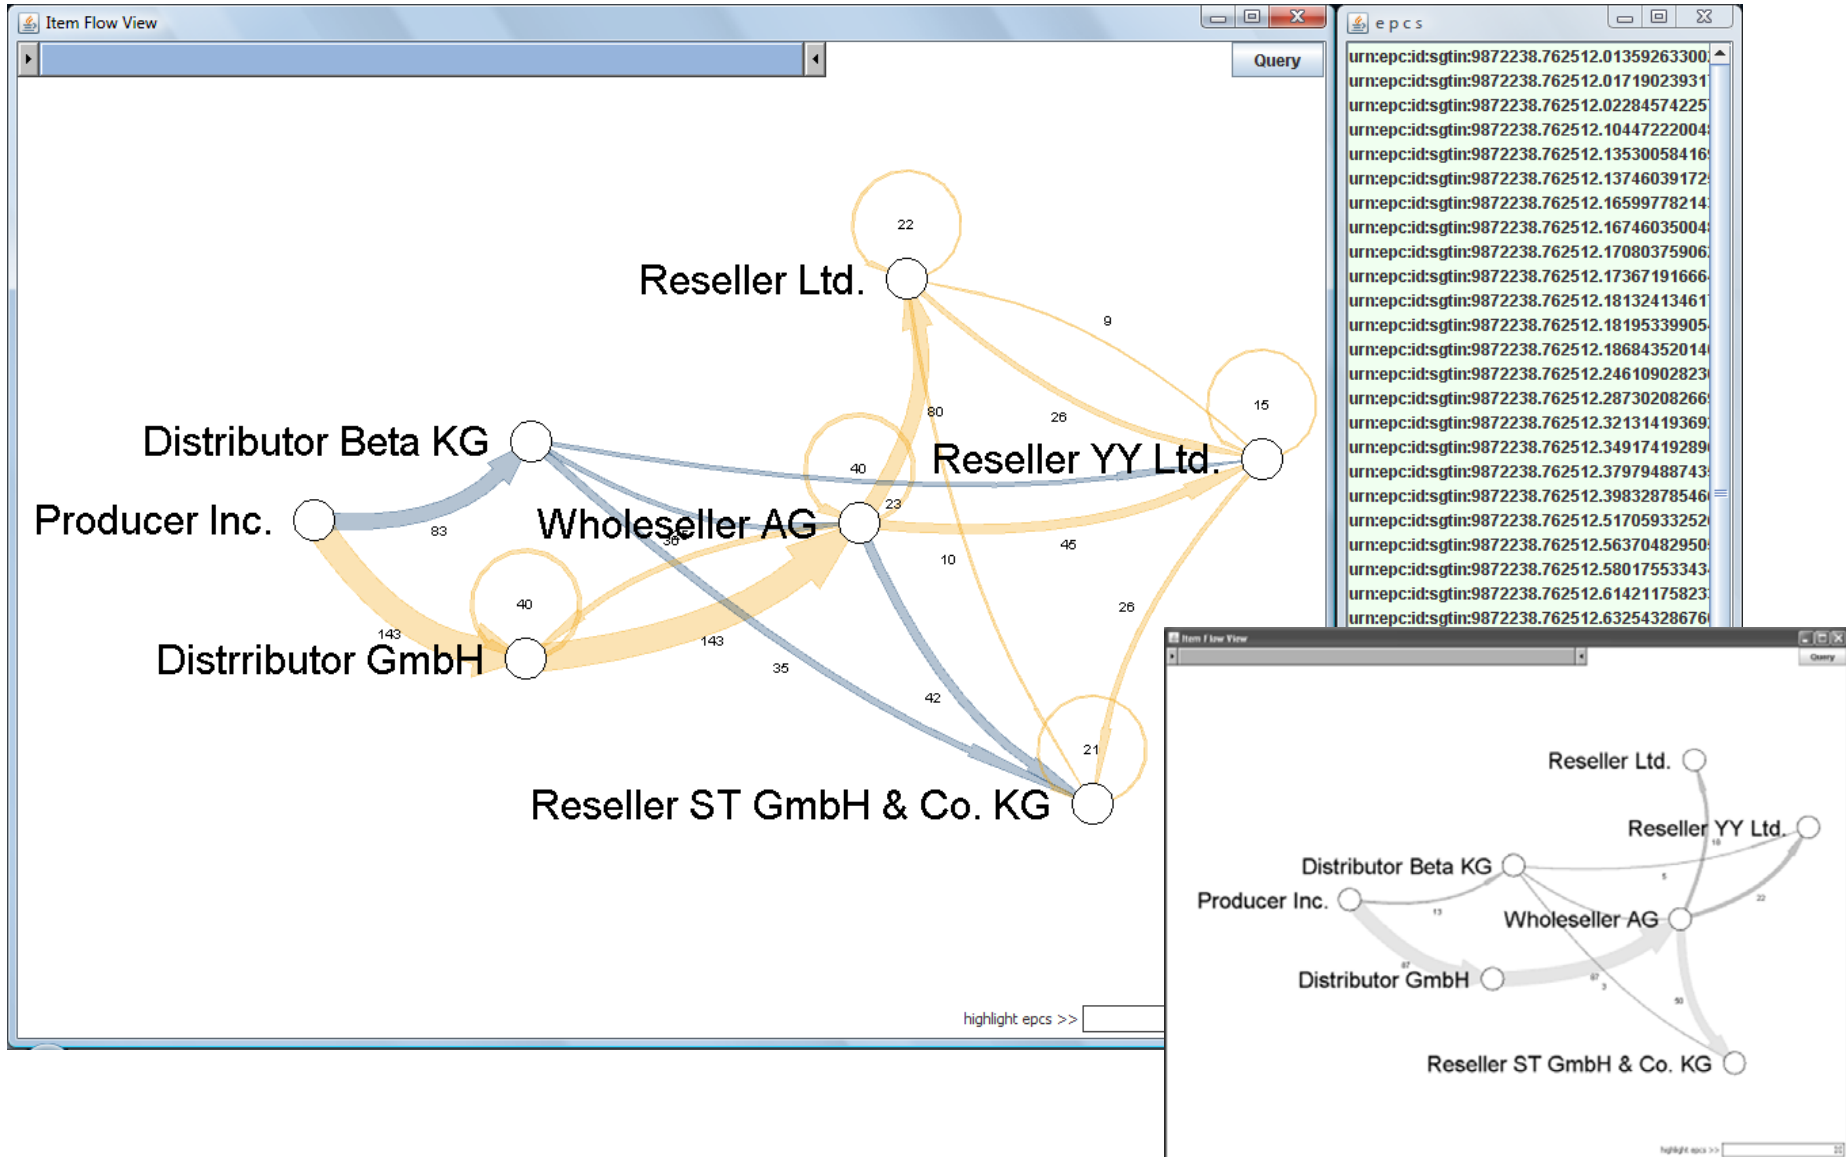 Item Flow View
Query
22
Reseller Ltd.
9
80
26
15
Distributor Beta KG
40
Reseller YY Ltd.
23
Producer Inc.
83
Wholeseller AG
36
10
45
40
26
143
143
Distrributor GmbH
35
42
21
Reseller ST GmbH & Co. KG
highlight epcs >>
e p c s
urn:epc:id:sgtin:9872238.762512.01359263300
urn:epc:id:sgtin:9872238.762512.01719023931
urn:epc:id:sgtin:9872238.762512.02284574225
urn:epc:id:sgtin:9872238.762512.10447222004
urn:epc:id:sgtin:9872238.762512.13530058416
urn:epc:id:sgtin:9872238.762512.13746039172
urn:epc:id:sgtin:9872238.762512.16599778214
urn:epc:id:sgtin:9872238.762512.16746035004
urn:epc:id:sgtin:9872238.762512.17080375906
urn:epc:id:sgtin:9872238.762512.17367191666
urn:epc:id:sgtin:9872238.762512.18132413461
urn:epc:id:sgtin:9872238.762512.18195339905
urn:epc:id:sgtin:9872238.762512.18684352014
urn:epc:id:sgtin:9872238.762512.24610902823
urn:epc:id:sgtin:9872238.762512.28730208266
urn:epc:id:sgtin:9872238.762512.32131419369
urn:epc:id:sgtin:9872238.762512.34917419289
urn:epc:id:sgtin:9872238.762512.37979488743
urn:epc:id:sgtin:9872238.762512.39832878546
urn:epc:id:sgtin:9872238.762512.51705933252
urn:epc:id:sgtin:9872238.762512.56370482950
urn:epc:id:sgtin:9872238.762512.58017553343
urn:epc:id:sgtin:9872238.762512.61421175823
urn:epc:id:sgtin:9872238.762512.63254328676
Item Flow View
Query
Reseller Ltd.
Reseller YY Ltd.
Distributor Beta KG
5
Producer Inc.
13
22
Wholeseller AG
Distributor GmbH
3
50
Reseller ST GmbH & Co. KG
highlight epcs >>